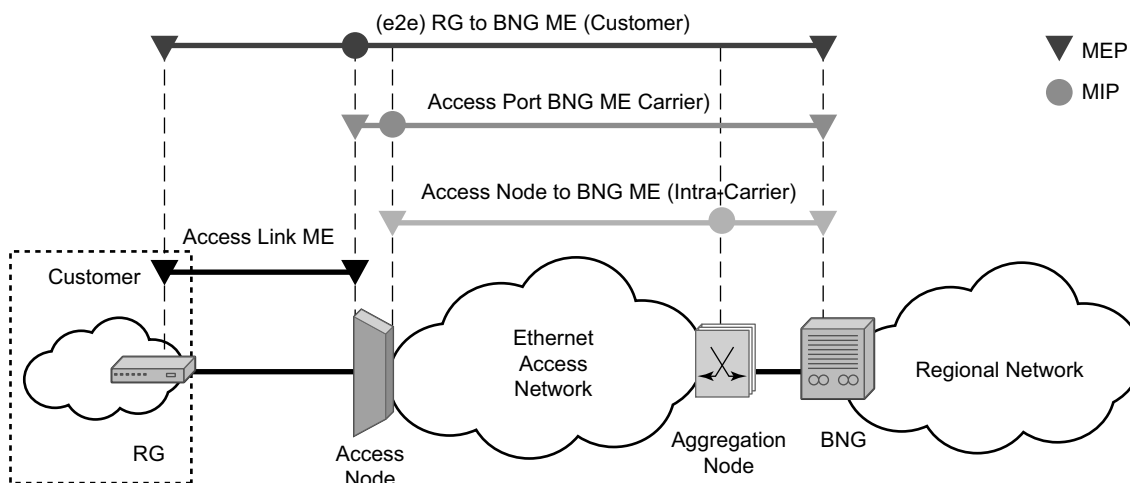 (e2e) RG to BNG ME (Customer)
MEP
MIP
Access Port BNG ME Carrier)
Access Node to BNG ME (Intra-Carrier)
Access Link ME
Customer
Ethernet
Access
Network
Regional Network
RG
Access
Node
Aggregation
Node
BNG